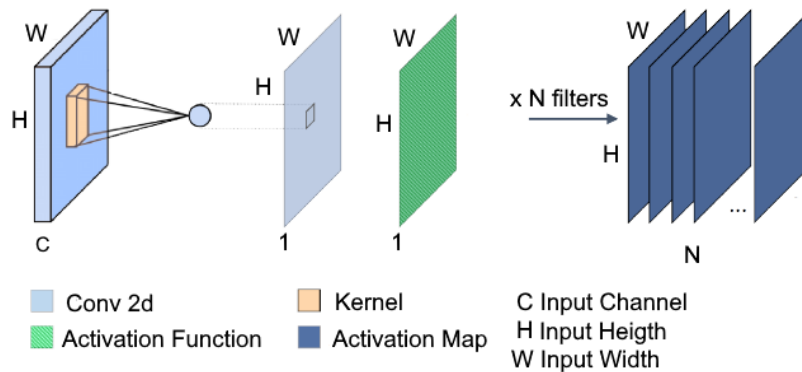 W
H
C
W
H
1
W
H
1
x N filters
W
H
...
N
Conv 2d
Kernel
Activation Function
Activation Map
C Input Channel
H Input Heigth
W Input Width